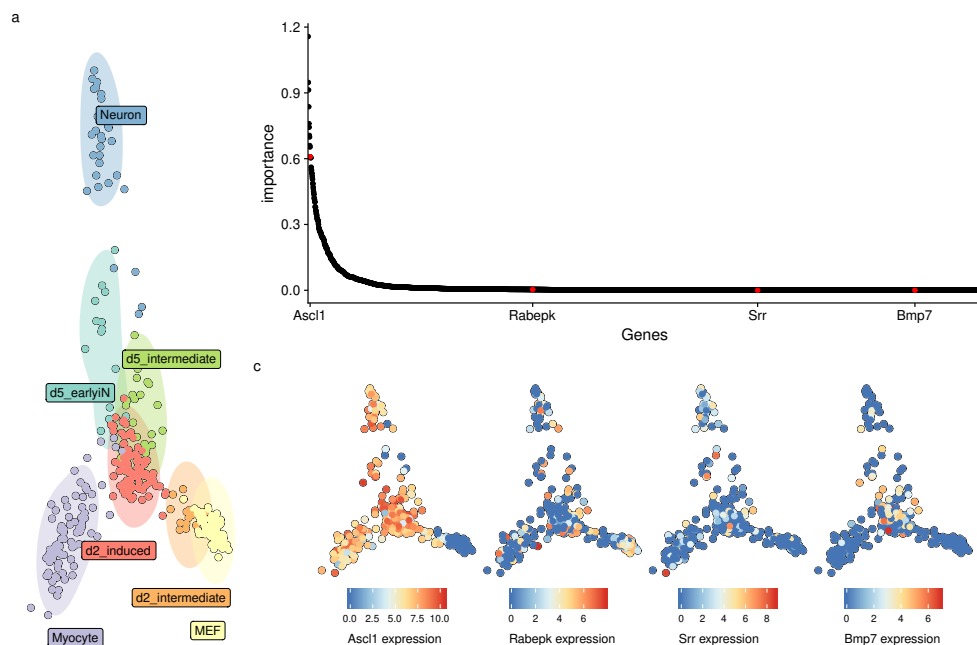 a
Neuron
d5_intermediate
d5_earlyiN
d2_induced
d2_intermediate
MEF
Myocyte
1.2
0.9
0.6
0.3
0.0
importance
Ascl1 Rabepk Srr Bmp7
Genes
c
0.0 2.5 5.0 7.5 10.0
Ascl1 expression
0 2 4 6
Rabepk expression
0 2 4 6 8
Srr expression
0 2 4 6
Bmp7 expression